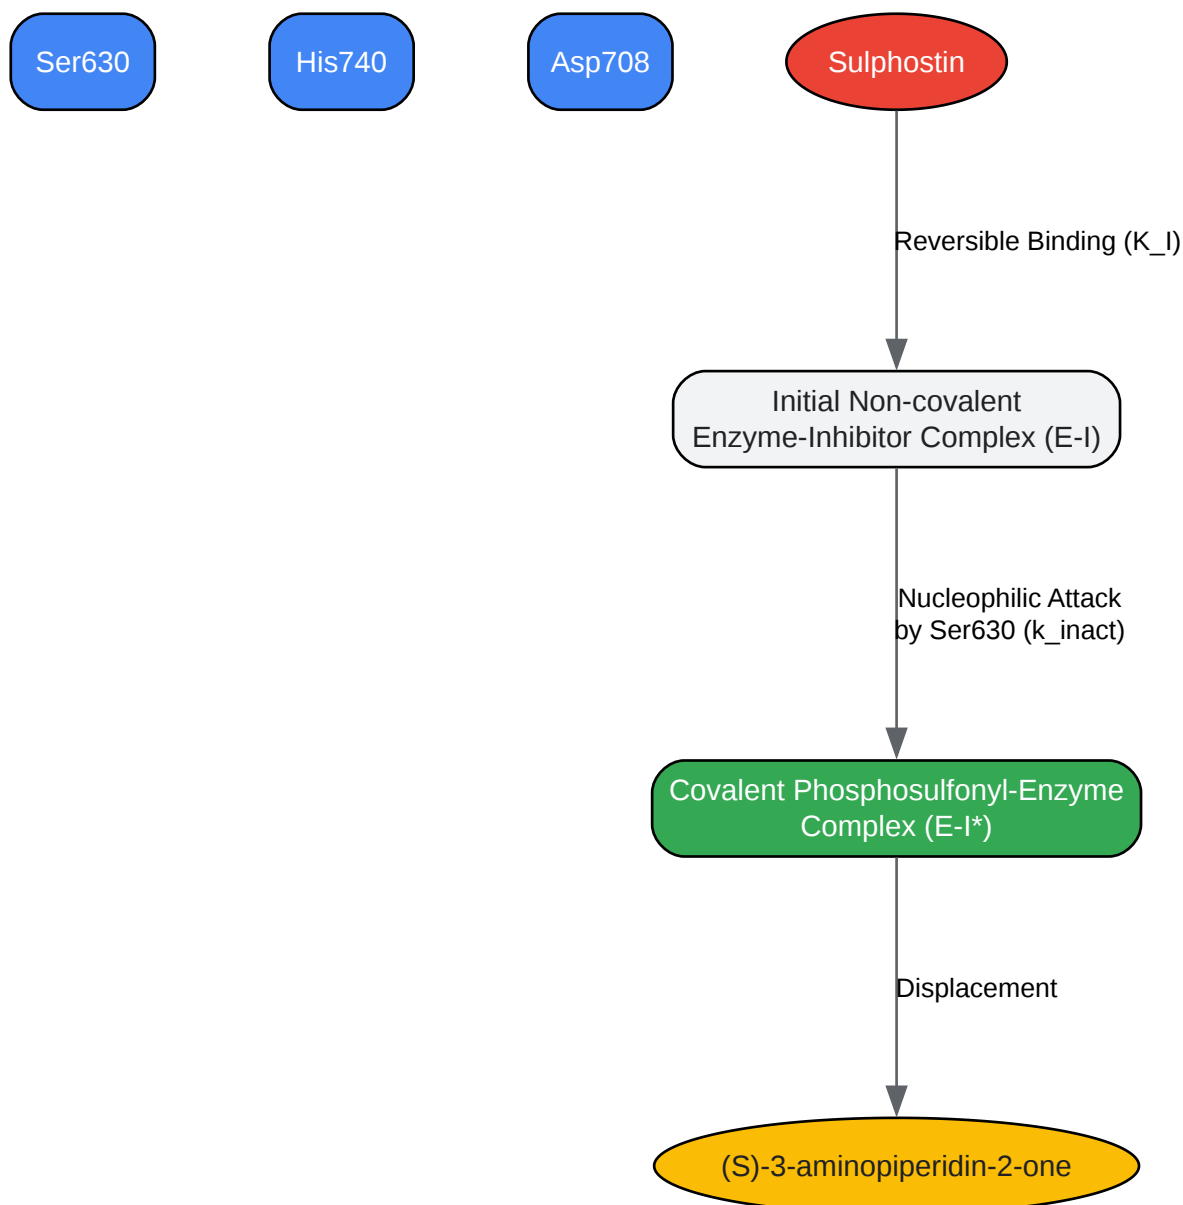 Ser630
His740
Asp708
Sulphostin
Reversible Binding (K_I)
Initial Non-covalent
Enzyme-Inhibitor Complex (E-I)
Nucleophilic Attack
by Ser630 (k_inact)
Covalent Phosphosulfonyl-Enzyme
Complex (E-I*)
Displacement
(S)-3-aminopiperidin-2-one